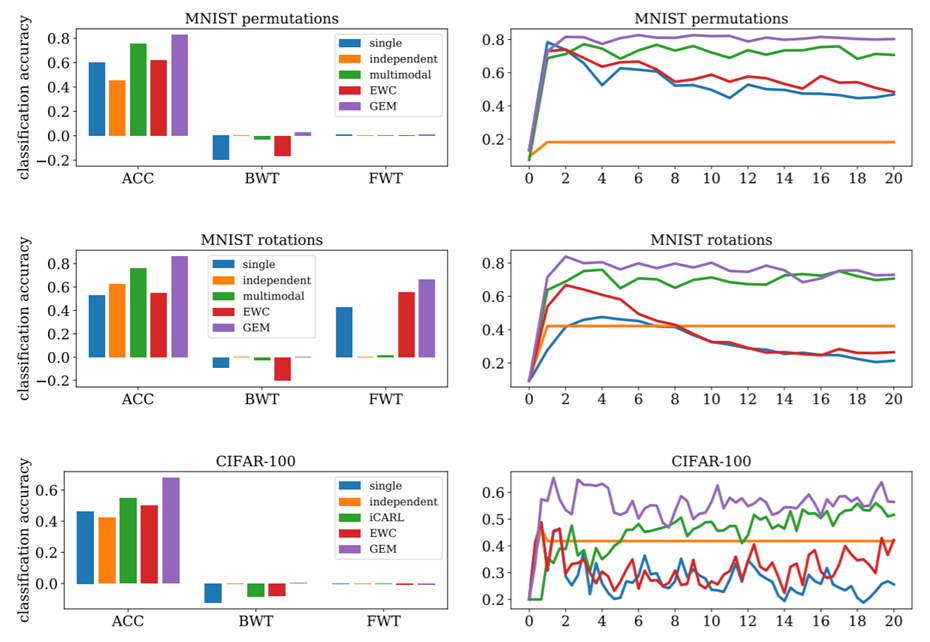 MNIST permutations
classification accuracy
0.8
0.6
0.4
0.2
0.0
−0.2
single
independent
multimodal
EWC
GEM
ACC BWT FWT
MNIST permutations
0.8
0.6
0.4
0.2
0 2 4 6 8 10 12 14 16 18 20
MNIST rotations
classification accuracy
0.8
0.6
0.4
0.2
0.0
−0.2
single
independent
multimodal
EWC
GEM
ACC BWT FWT
MNIST rotations
0.8
0.6
0.4
0.2
0 2 4 6 8 10 12 14 16 18 20
CIFAR-100
classification accuracy
0.6
0.4
0.2
0.0
single
independent
iCARL
EWC
GEM
ACC BWT FWT
CIFAR-100
0.6
0.5
0.4
0.3
0.2
0 2 4 6 8 10 12 14 16 18 20